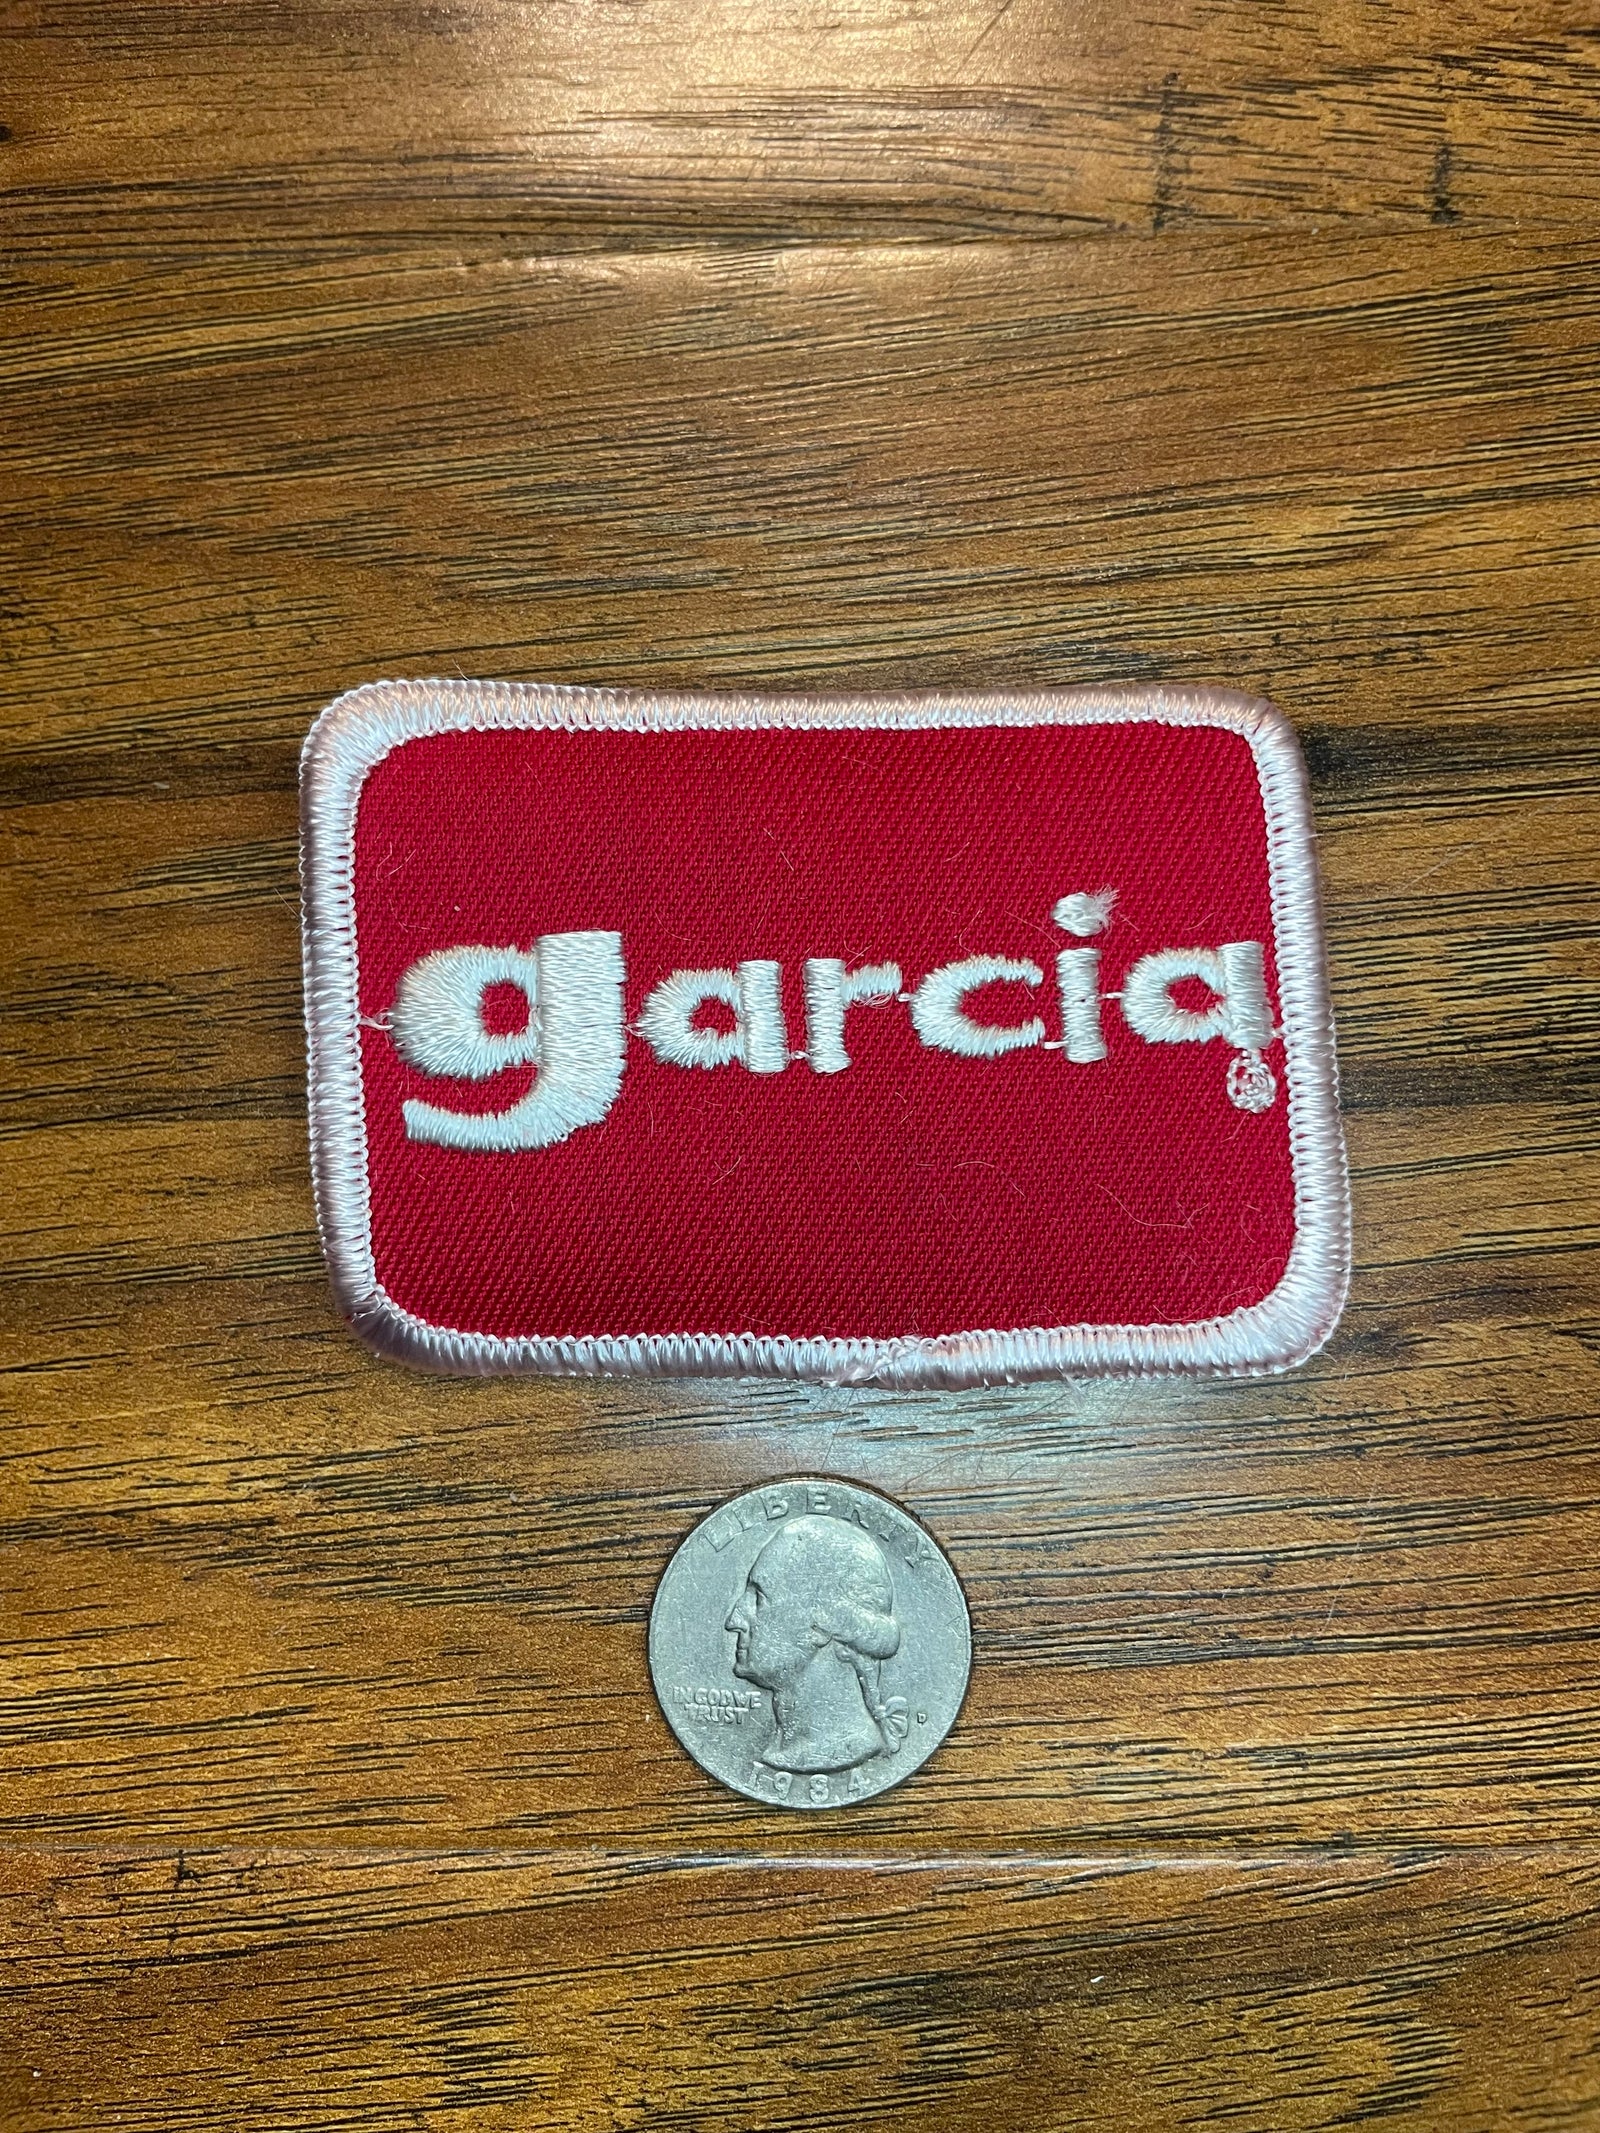 garcia®
LIBERTY
IN GOD WE
TRUST
D
1984